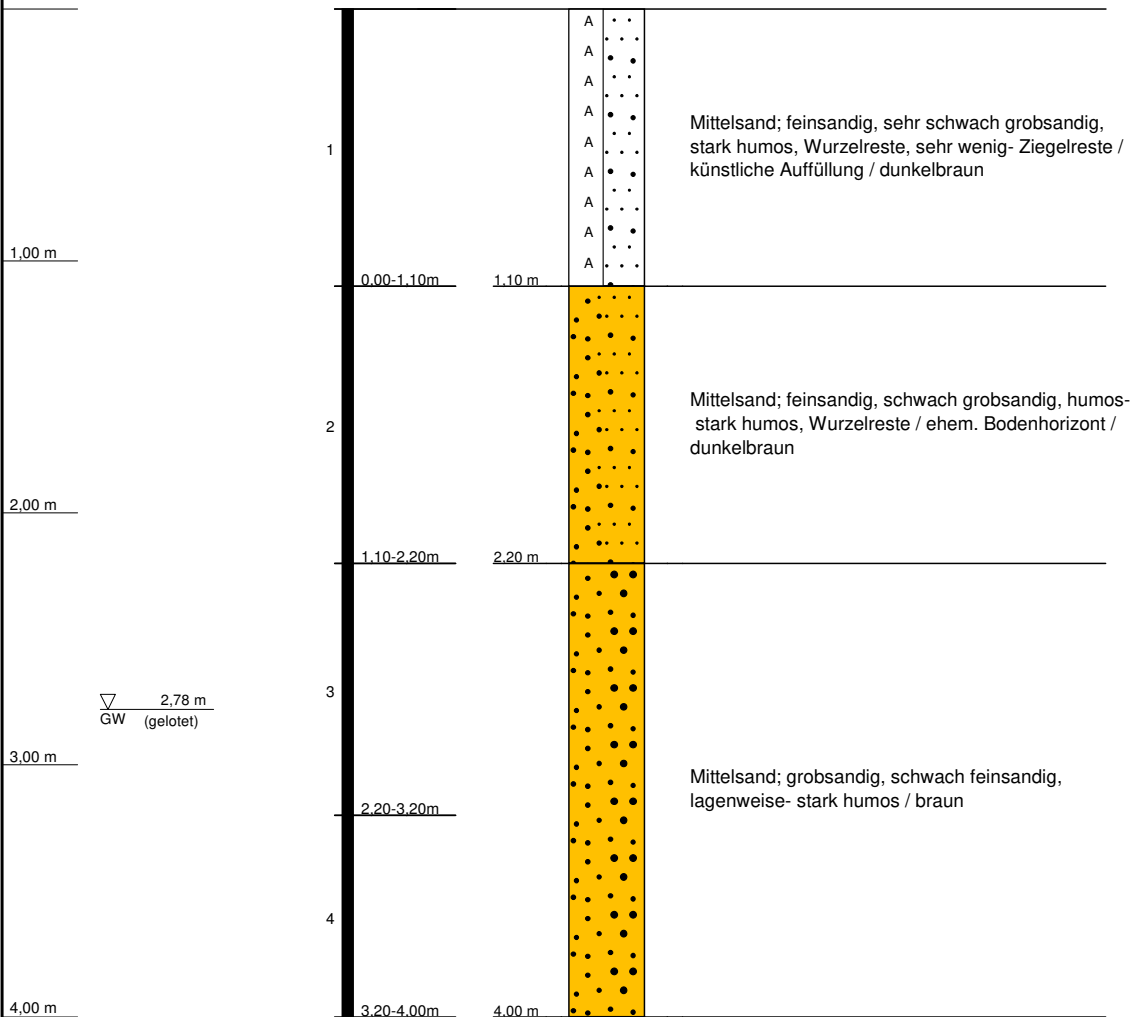 A
A
A
A
A
A
A
A
A
Mittelsand; feinsandig, sehr schwach grobsandig,
stark humos, Wurzelreste, sehr wenig- Ziegelreste /
künstliche Auffüllung / dunkelbraun
1
1,00 m
0,00-1,10m 1,10 m
Mittelsand; feinsandig, schwach grobsandig, humos-
stark humos, Wurzelreste / ehem. Bodenhorizont /
dunkelbraun
2
2,00 m
1,10-2,20m 2,20 m
3
2,78 m
GW (gelotet)
3,00 m
Mittelsand; grobsandig, schwach feinsandig,
lagenweise- stark humos / braun
2,20-3,20m
4
4,00 m 3,20-4,00m 4,00 m